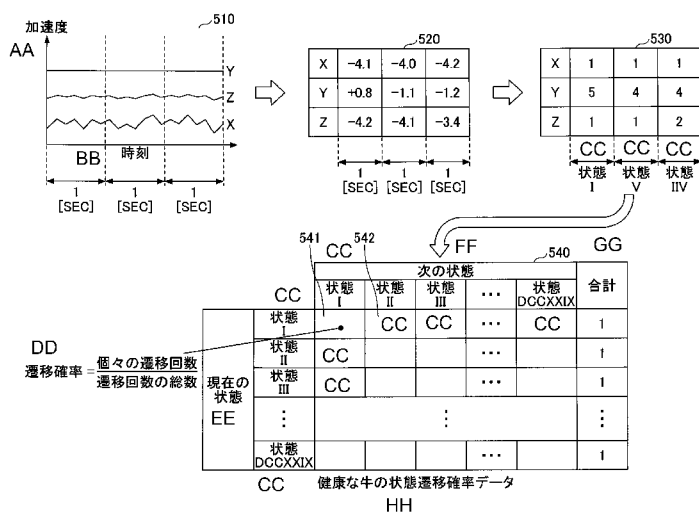 510
AA 加速度
Y
Z
X
BB 時刻
1 1 1
[SEC] [SEC] [SEC]
520
X -4.1 -4.0 -4.2
Y +0.8 -1.1 -1.2
Z -4.2 -4.1 -3.4
1 1 1
[SEC] [SEC] [SEC]
530
X 1 1 1
Y 5 4 4
Z 1 1 2
CC CC CC
状態 状態 状態
I V IIV
541 CC 542 FF 540 GG
次の状態 合計
CC 状態 状態 状態 ... 状態
I II III DCCXXIX
状態 CC CC ... CC 1
I
DD
遷移確率=個々の遷移回数
遷移回数の総数
現在の
状態
EE
状態 CC 1
II
状態 CC 1
III
⋮ ⋮ ⋮
状態 ... 1
DCCXXIX
CC 健康な牛の状態遷移確率データ
HH